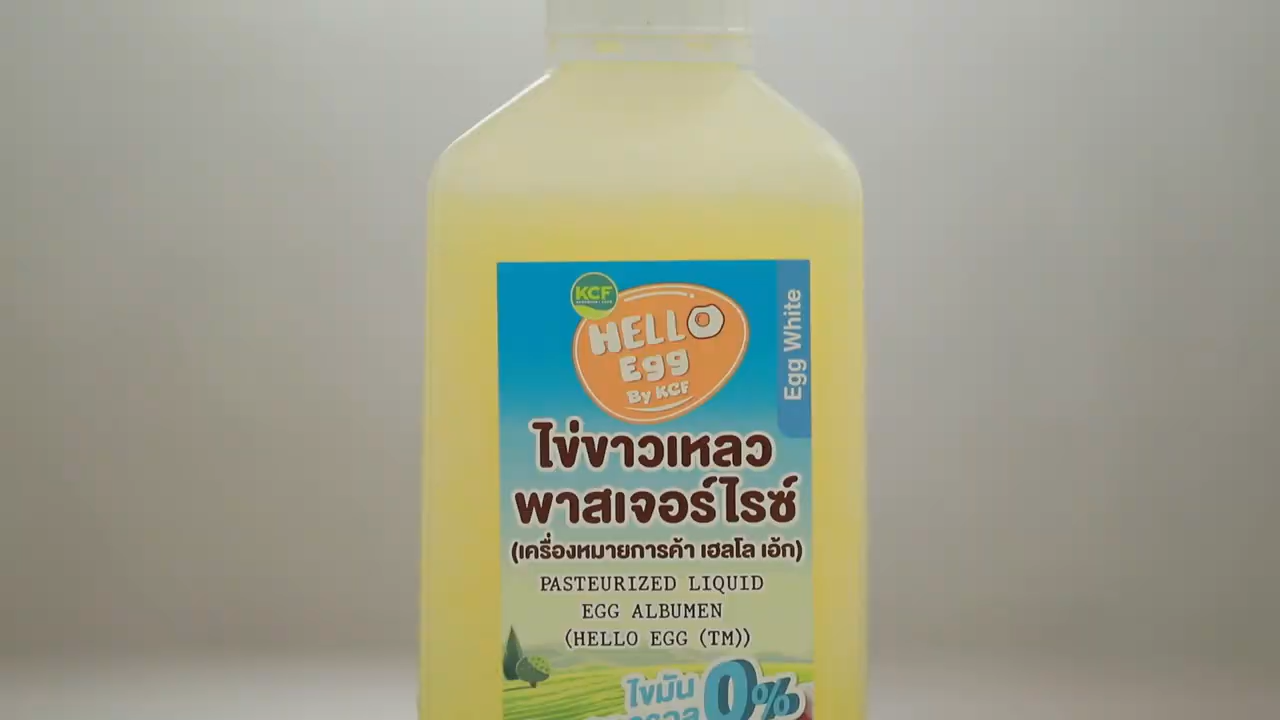 KCF
HELLO
Egg
By KCF
Egg White
ไข่ขาวเหลว
พาสเจอร์ไรซ์
(เครื่องหมายการค้า เฮลโล เอ้ก)
PASTEURIZED LIQUID
EGG ALBUMEN
(HELLO EGG (TM))
ไขมัน 0%